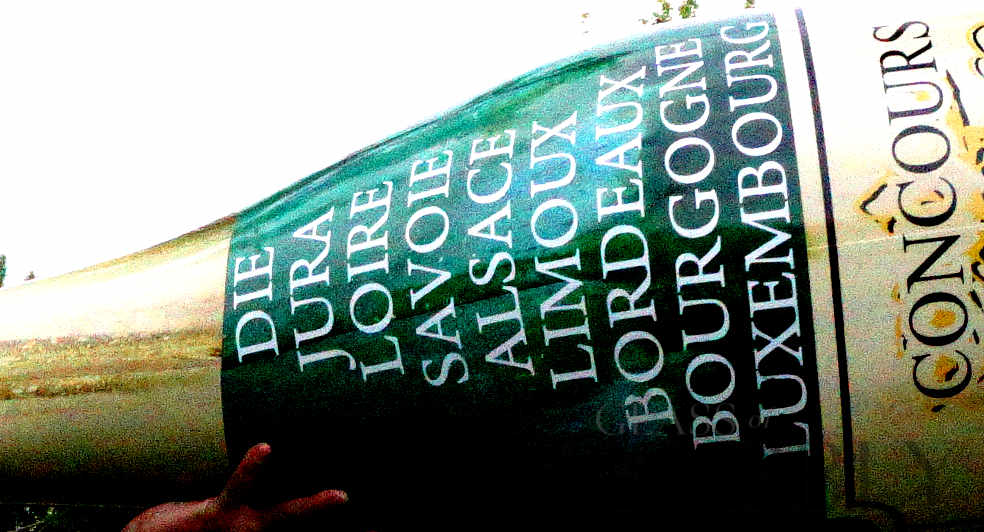 DIE
JURA
LOIRE
SAVOIE
ALSACE
LIMOUX
BORDEAUX
BOURGOGNE
LUXEMBOURG
CONCOURS